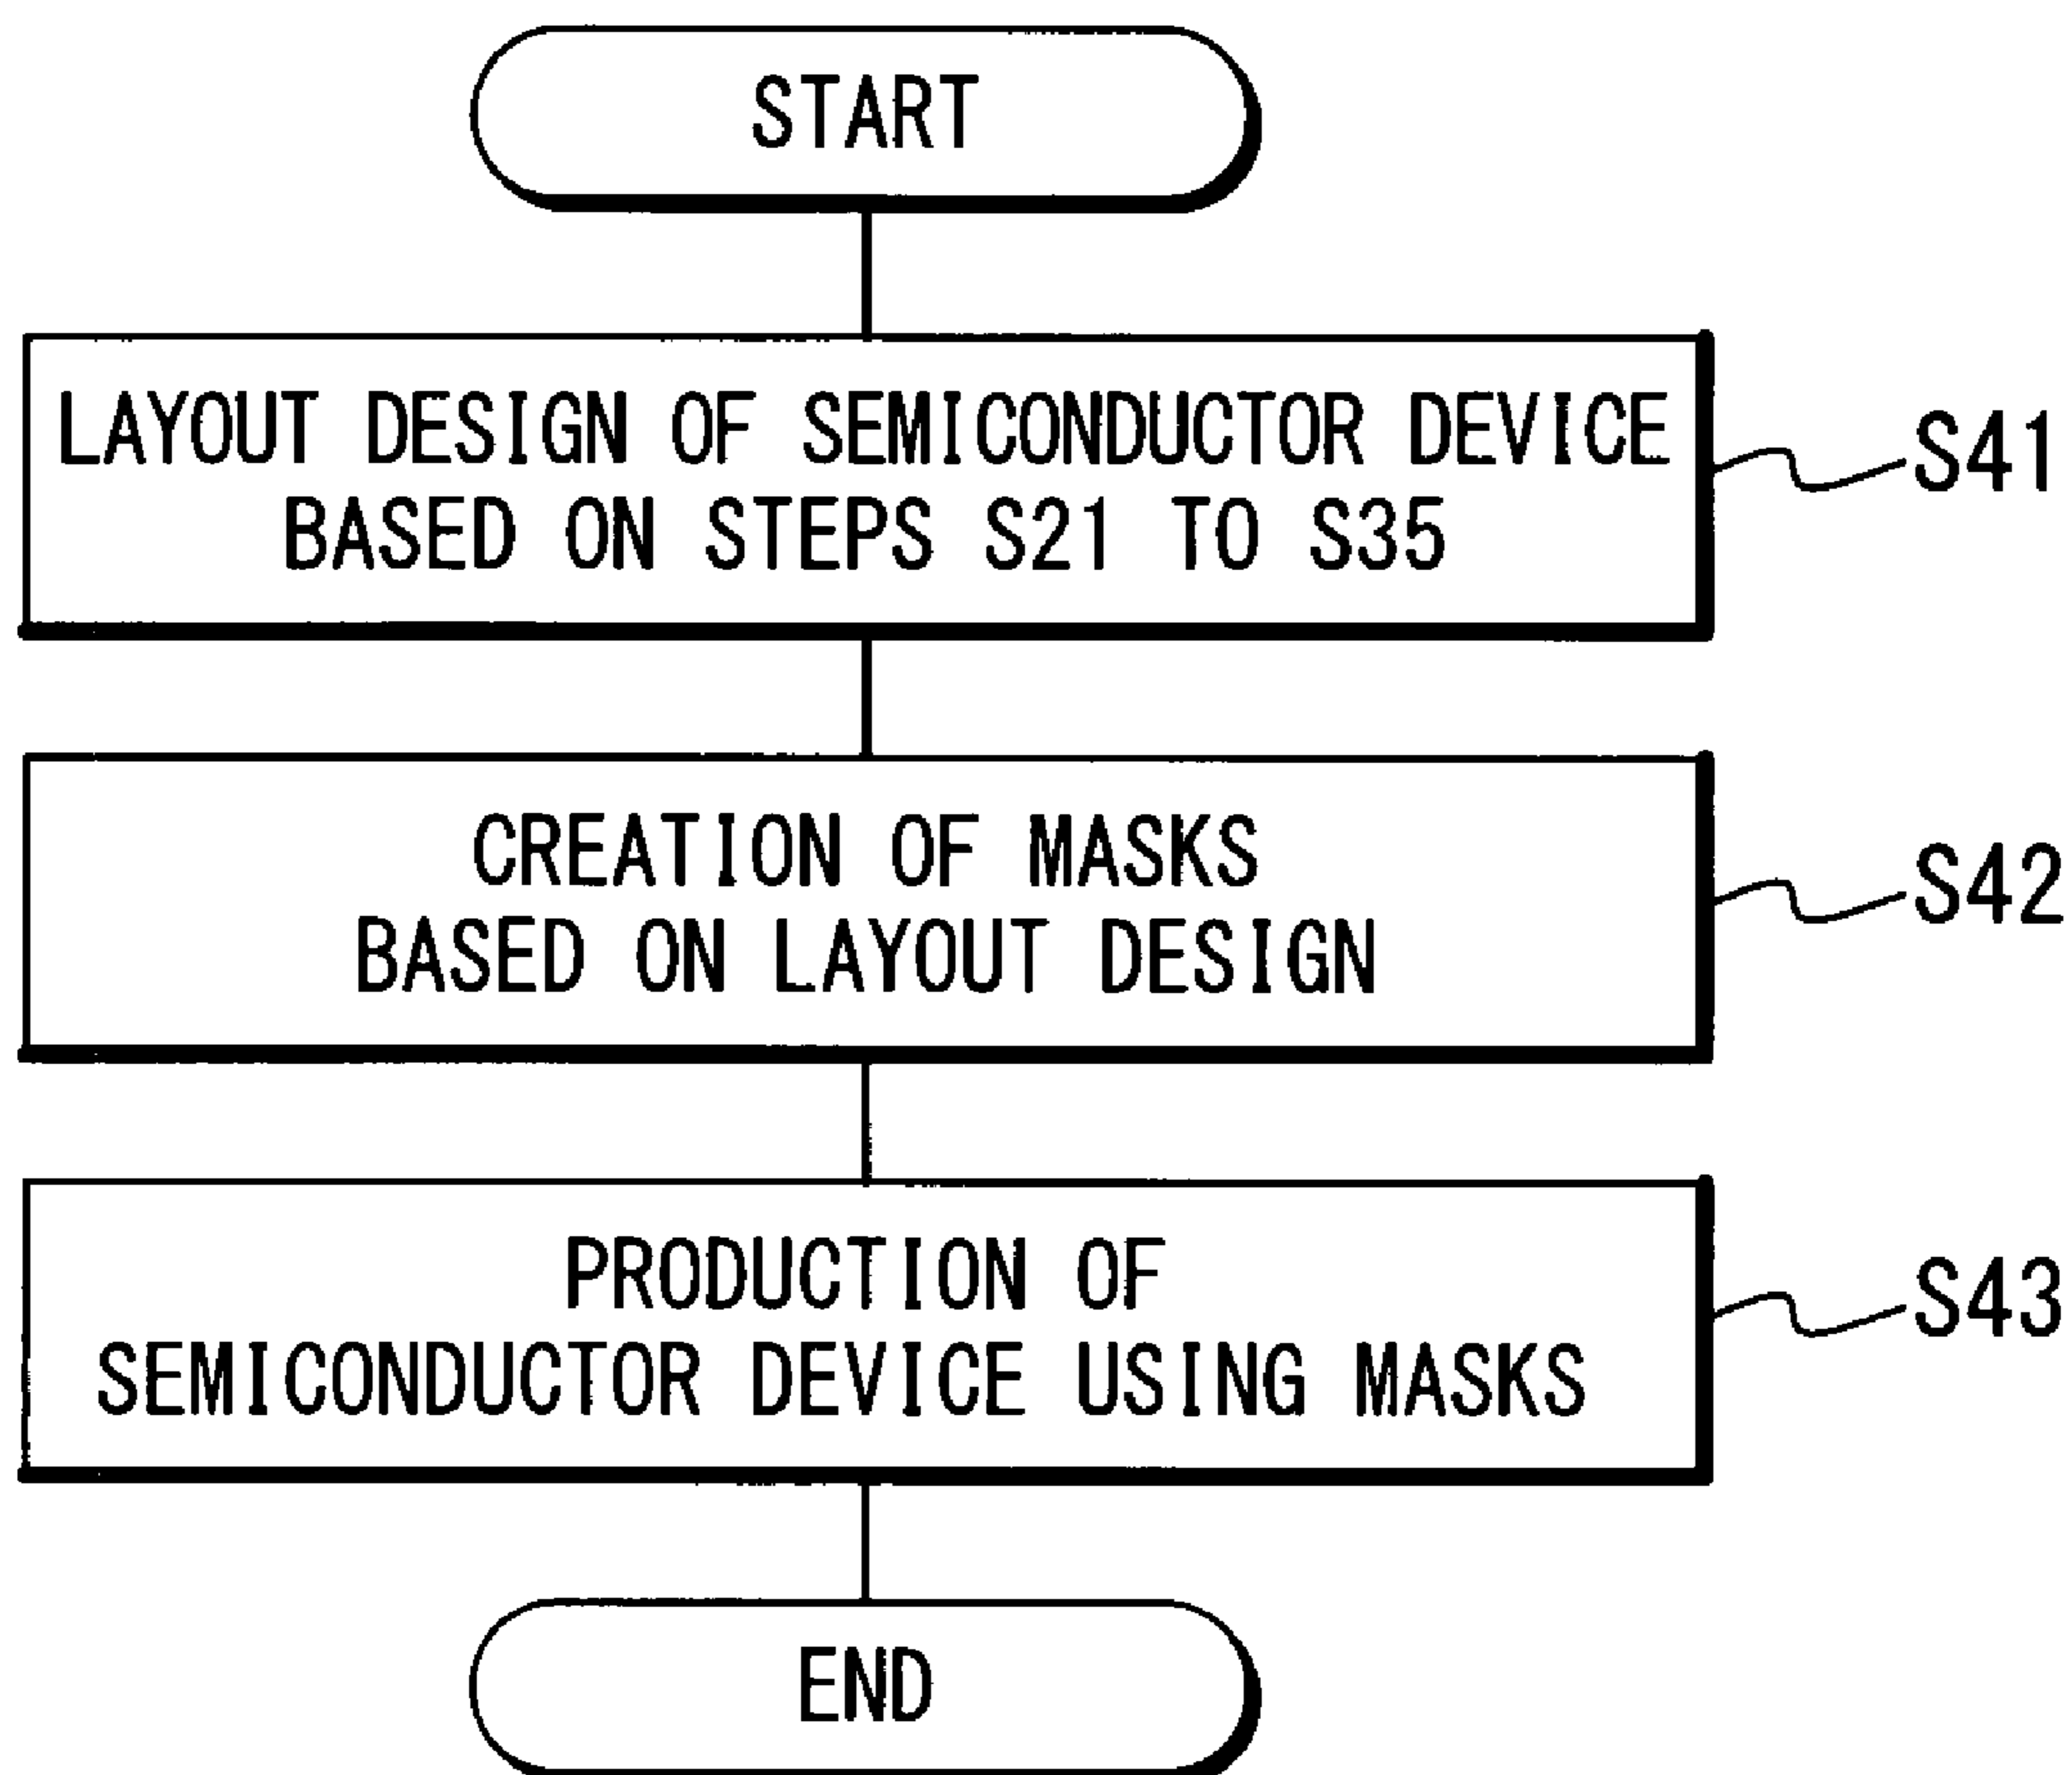 START
LAYOUT DESIGN OF SEMICONDUCTOR DEVICE
BASED ON STEPS S21 TO S35
S41
CREATION OF MASKS
BASED ON LAYOUT DESIGN
S42
PRODUCTION OF
SEMICONDUCTOR DEVICE USING MASKS
S43
END